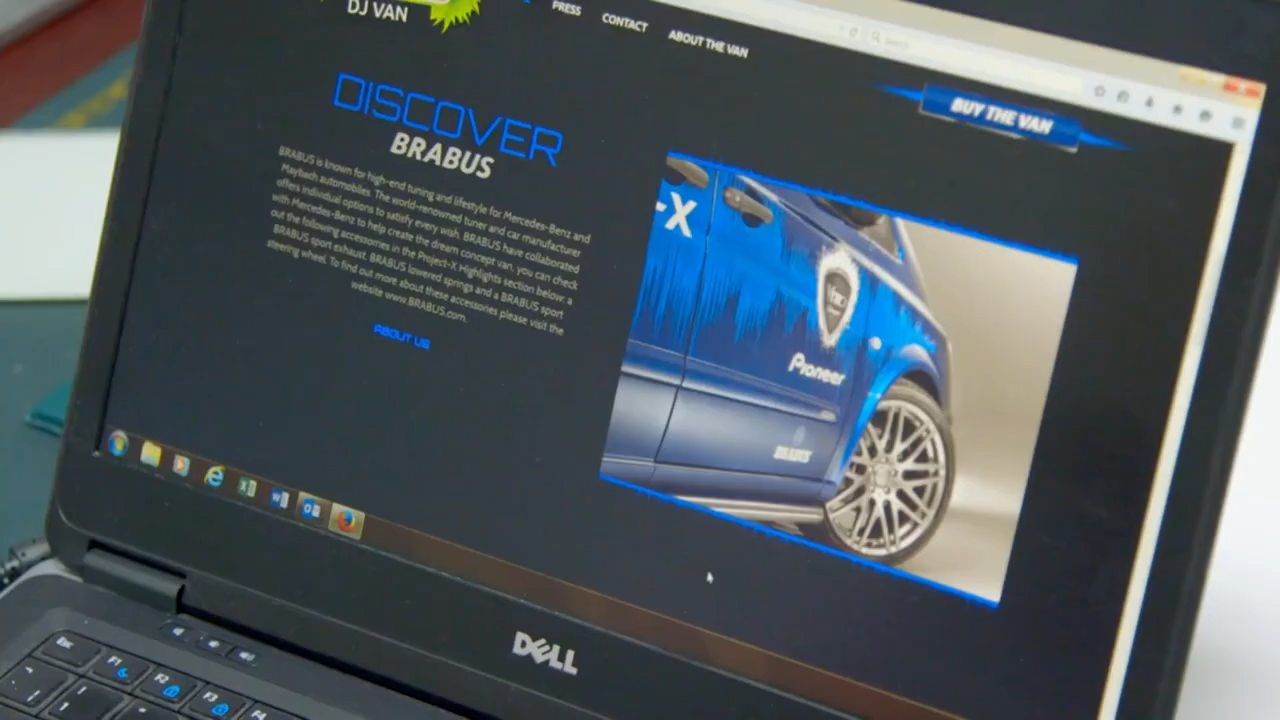 DJ VAN
PRESS
CONTACT
ABOUT THE VAN
BUY THE VAN
DISCOVER
BRABUS
BRABUS is known for high-end tuning and lifestyle for Mercedes-Benz and
Maybach automobiles. The world-renowned tuner and car manufacturer
offers individual options to satisfy every wish. BRABUS have collaborated
with Mercedes-Benz to help create the dream concept van, you can check
out the following accessories in the Project-X Highlights section below: a
BRABUS sport exhaust, BRABUS lowered springs and a BRABUS sport
steering wheel. To find out more about these accessories please visit the
website www.BRABUS.com.
ABOUT US
-X
Pioneer
BRABUS
DELL
Esc
F1
F2
F3
F4